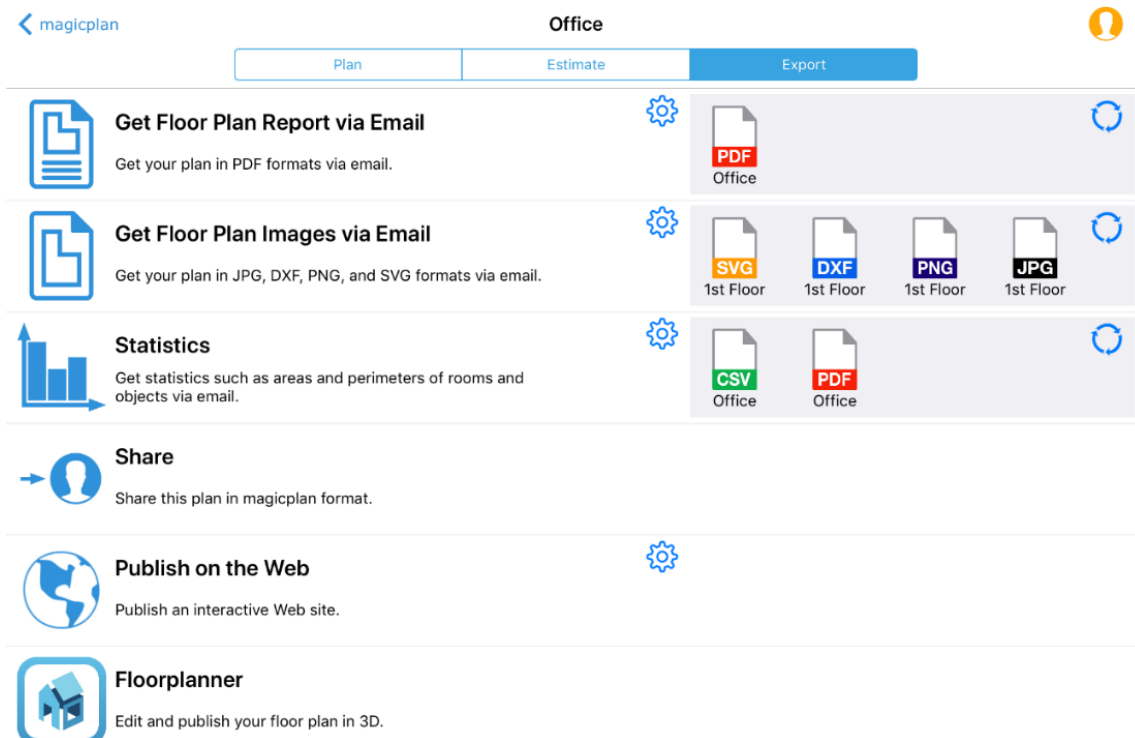 magicplan
Office
Plan
Estimate
Export
Get Floor Plan Report via Email
Get your plan in PDF formats via email.
PDF
Office
Get Floor Plan Images via Email
Get your plan in JPG, DXF, PNG, and SVG formats via email.
SVG
1st Floor
DXF
1st Floor
PNG
1st Floor
JPG
1st Floor
Statistics
Get statistics such as areas and perimeters of rooms and
objects via email.
CSV
Office
PDF
Office
Share
Share this plan in magicplan format.
Publish on the Web
Publish an interactive Web site.
Floorplanner
Edit and publish your floor plan in 3D.